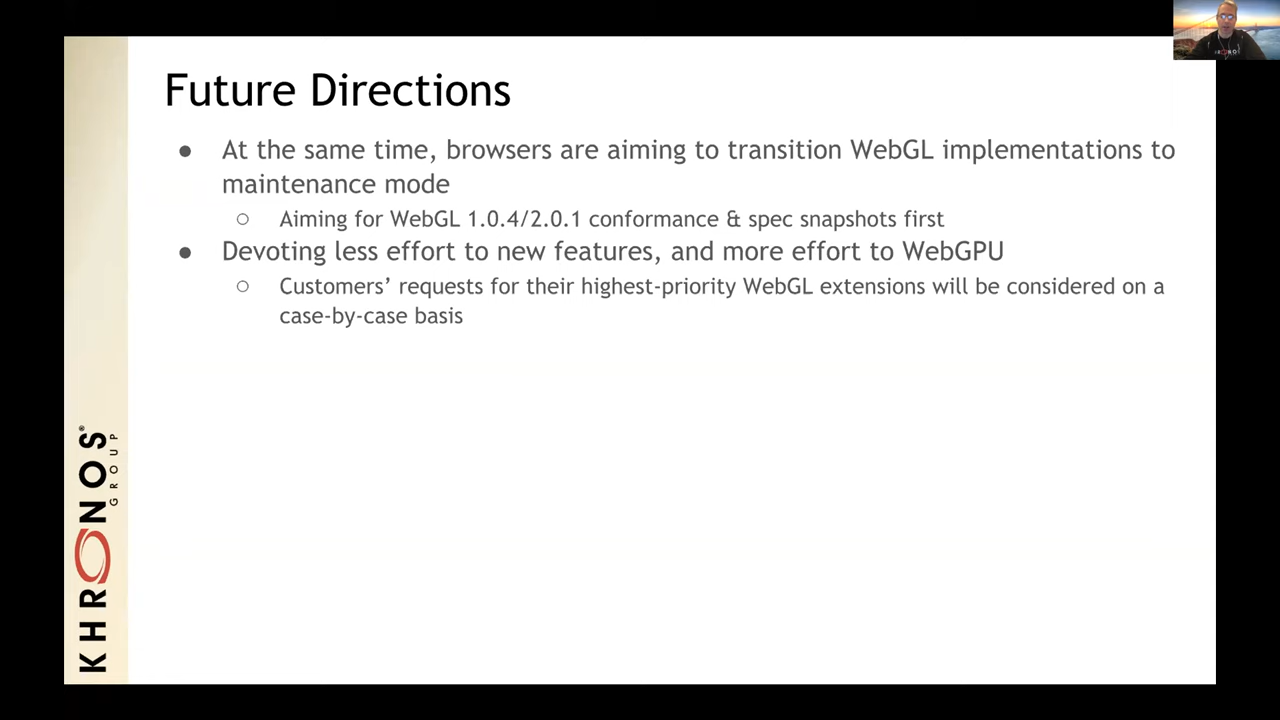 Future Directions
● At the same time, browsers are aiming to transition WebGL implementations to
maintenance mode
○ Aiming for WebGL 1.0.4/2.0.1 conformance & spec snapshots first
● Devoting less effort to new features, and more effort to WebGPU
○ Customers’ requests for their highest-priority WebGL extensions will be considered on a
case-by-case basis
KHRONOS®
GROUP